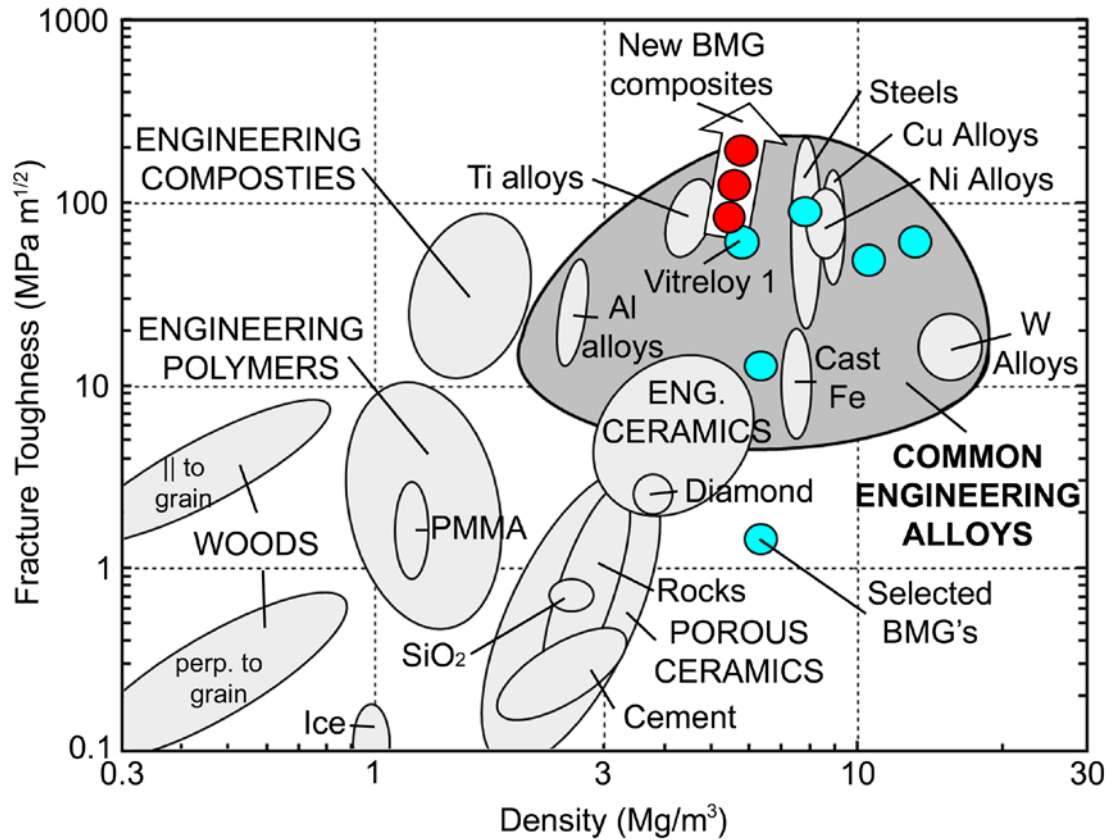 1000
New BMG
composites
Steels
Cu Alloys
Ni Alloys
ENGINEERING
COMPOSTIES
Ti alloys
100
Vitreloy 1
Al
alloys
W
Alloys
ENGINEERING
POLYMERS
Cast
Fe
10
ENG.
CERAMICS
COMMON
ENGINEERING
ALLOYS
|| to
grain
Diamond
WOODS
PMMA
1
Rocks
Selected
BMG's
SiO2
POROUS
CERAMICS
perp. to
grain
Ice
Cement
0.1
0.3
1
3
10
30
Density (Mg/m³)
Fracture Toughness (MPa m^1/2)